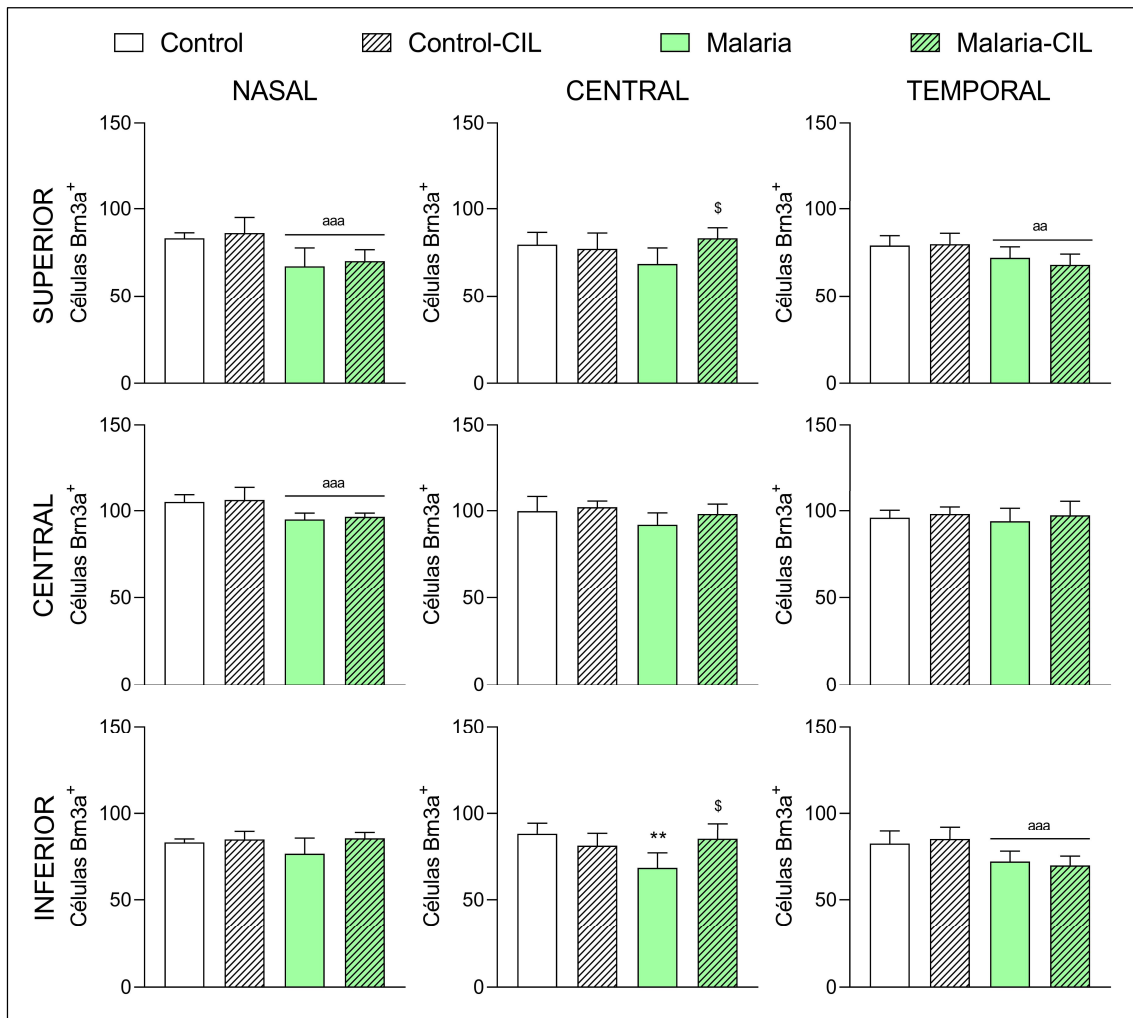 Control Control-CIL Malaria Malaria-CIL
NASAL CENTRAL TEMPORAL
SUPERIOR
Células Brn3a+
150
100
50
0
aaa
Células Brn3a+
150
100
50
0
$
Células Brn3a+
150
100
50
0
aa
CENTRAL
Células Brn3a+
150
100
50
0
aaa
Células Brn3a+
150
100
50
0
Células Brn3a+
150
100
50
0
INFERIOR
Células Brn3a+
150
100
50
0
Células Brn3a+
150
100
50
0
**
$
Células Brn3a+
150
100
50
0
aaa